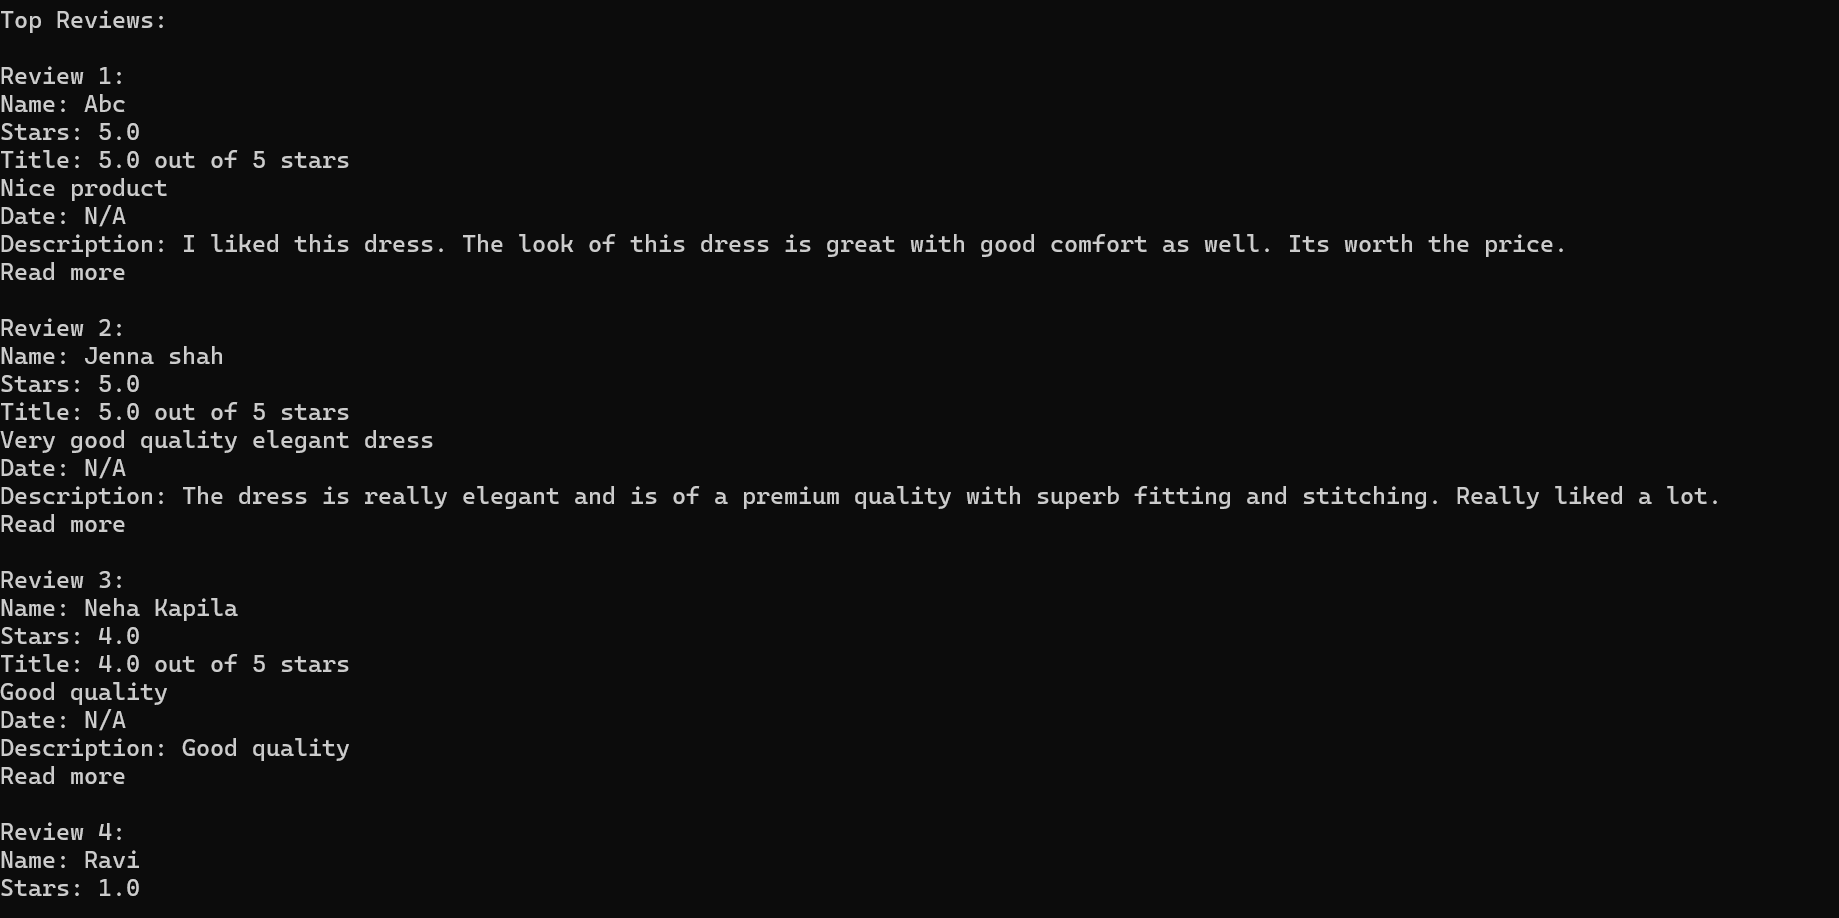 Top Reviews:
Review 1:
Name: Abc
Stars: 5.0
Title: 5.0 out of 5 stars
Nice product
Date: N/A
Description: I liked this dress. The look of this dress is great with good comfort as well. Its worth the price.
Read more
Review 2:
Name: Jenna shah
Stars: 5.0
Title: 5.0 out of 5 stars
Very good quality elegant dress
Date: N/A
Description: The dress is really elegant and is of a premium quality with superb fitting and stitching. Really liked a lot.
Read more
Review 3:
Name: Neha Kapila
Stars: 4.0
Title: 4.0 out of 5 stars
Good quality
Date: N/A
Description: Good quality
Read more
Review 4:
Name: Ravi
Stars: 1.0